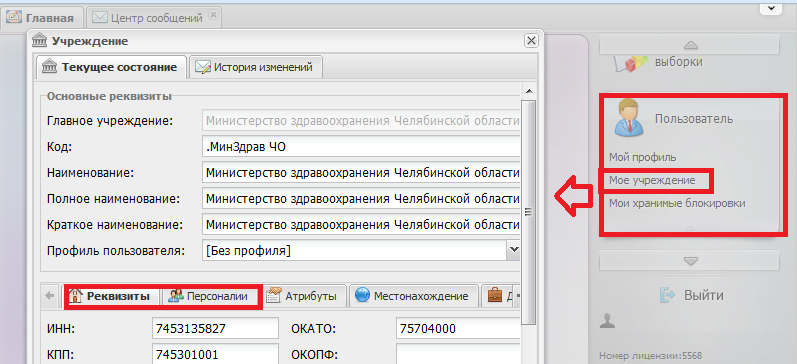 Главная
Центр сообщений
Учреждение
Текущее состояние
История изменений
Основные реквизиты
Главное учреждение: Министерство здравоохранения Челябинской области
Код: .МинЗдрав ЧО
Наименование: Министерство здравоохранения Челябинской области
Полное наименование: Министерство здравоохранения Челябинской области
Краткое наименование: Министерство здравоохранения Челябинской области
Профиль пользователя: [Без профиля]
Реквизиты
Персоналии
Атрибуты
Местонахождение
ИНН: 7453135827 ОКАТО: 75704000
КПП: 745301001 ОКОПФ:
выборки
Пользователь
Мой профиль
Мое учреждение
Мои хранимые блокировки
Выйти
Номер лицензии:5568